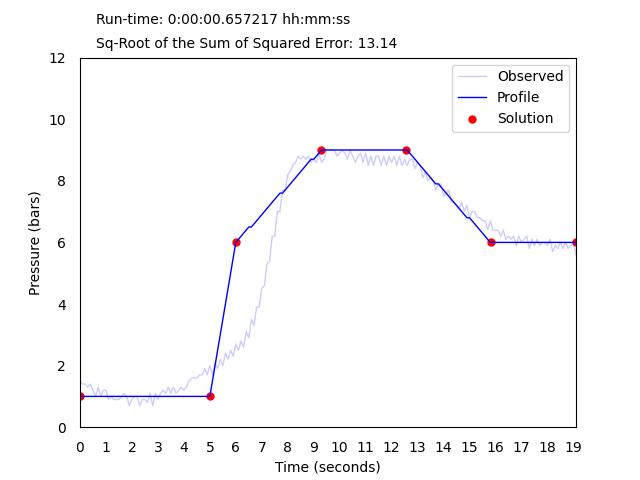 Run-time: 0:00:00.657217 hh:mm:ss
Sq-Root of the Sum of Squared Error: 13.14
12
10
8
6
4
2
0
Pressure (bars)
Observed
Profile
Solution
0 1 2 3 4 5 6 7 8 9 10 11 12 13 14 15 16 17 18 19
Time (seconds)